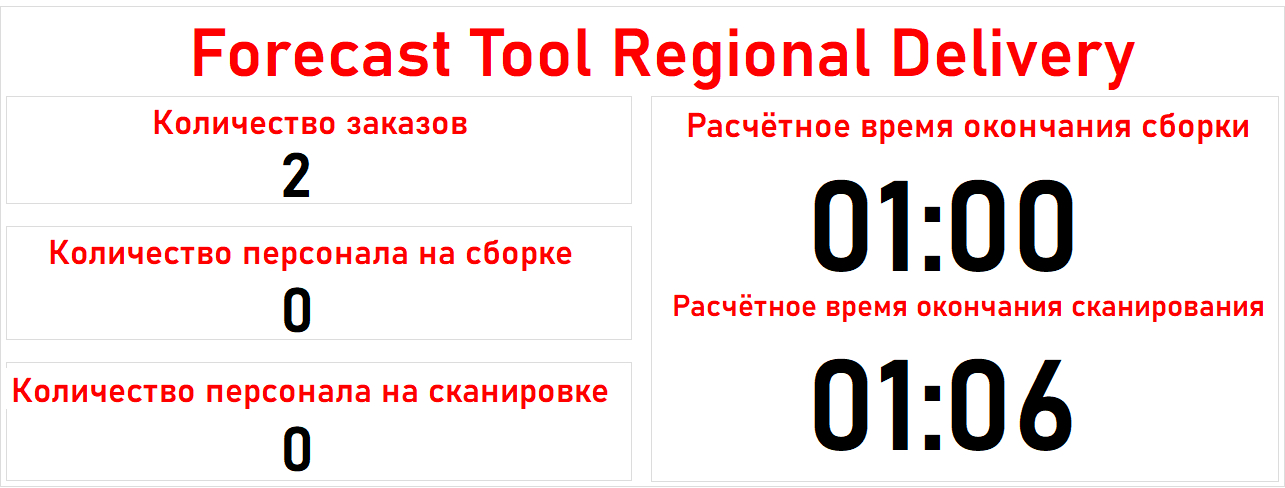 Forecast Tool Regional Delivery
Количество заказов
2
Количество персонала на сборке
0
Количество персонала на сканировке
0
Расчётное время окончания сборки
01:00
Расчётное время окончания сканирования
01:06